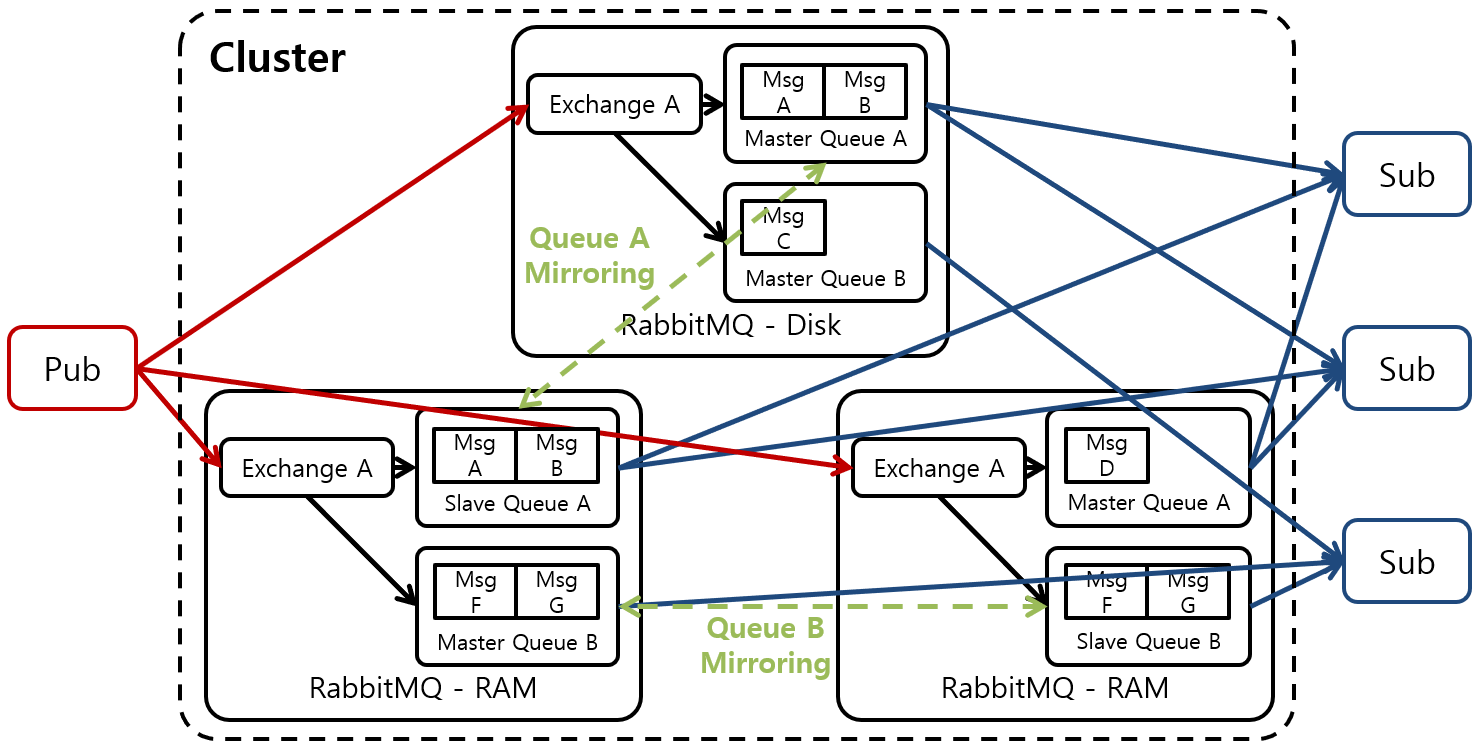 Cluster
Exchange A
Msg
A
Msg
B
Master Queue A
Msg
C
Master Queue B
RabbitMQ - Disk
Queue A
Mirroring
Pub
Sub
Sub
Sub
Exchange A
Msg
A
Msg
B
Slave Queue A
Msg
F
Msg
G
Master Queue B
RabbitMQ - RAM
Queue B
Mirroring
Exchange A
Msg
D
Master Queue A
Msg
F
Msg
G
Slave Queue B
RabbitMQ - RAM